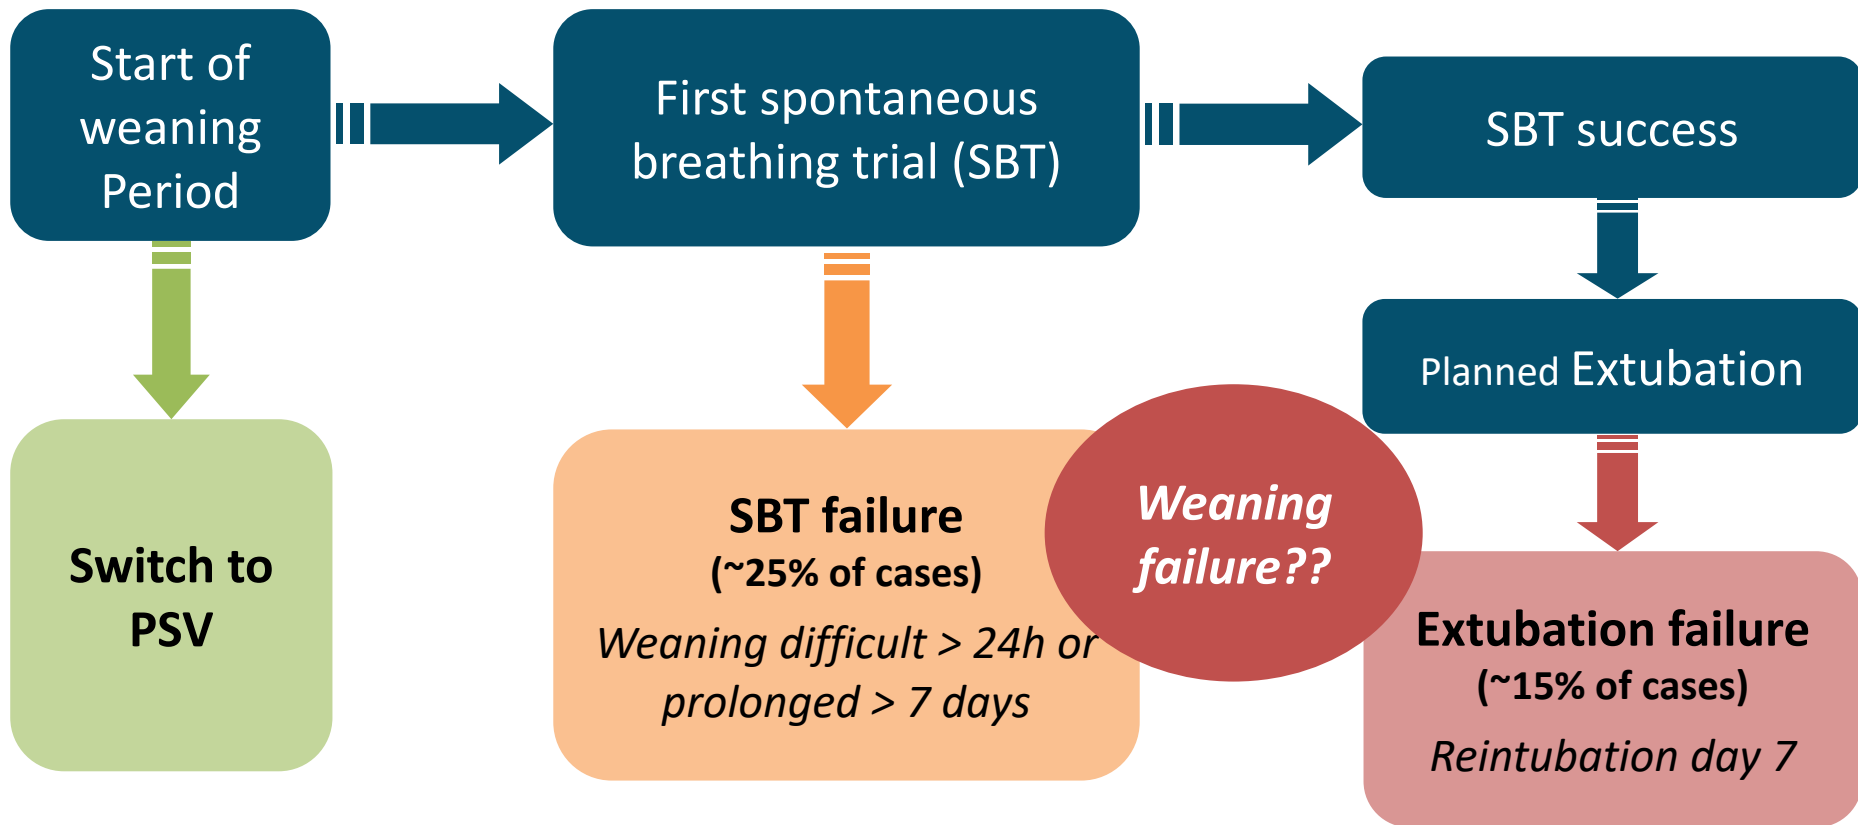 Start of
weaning
Period
First spontaneous
breathing trial (SBT)
SBT success
Planned Extubation
Switch to
PSV
SBT failure
(~25% of cases)
Weaning difficult > 24h or
prolonged > 7 days
Weaning
failure??
Extubation failure
(~15% of cases)
Reintubation day 7